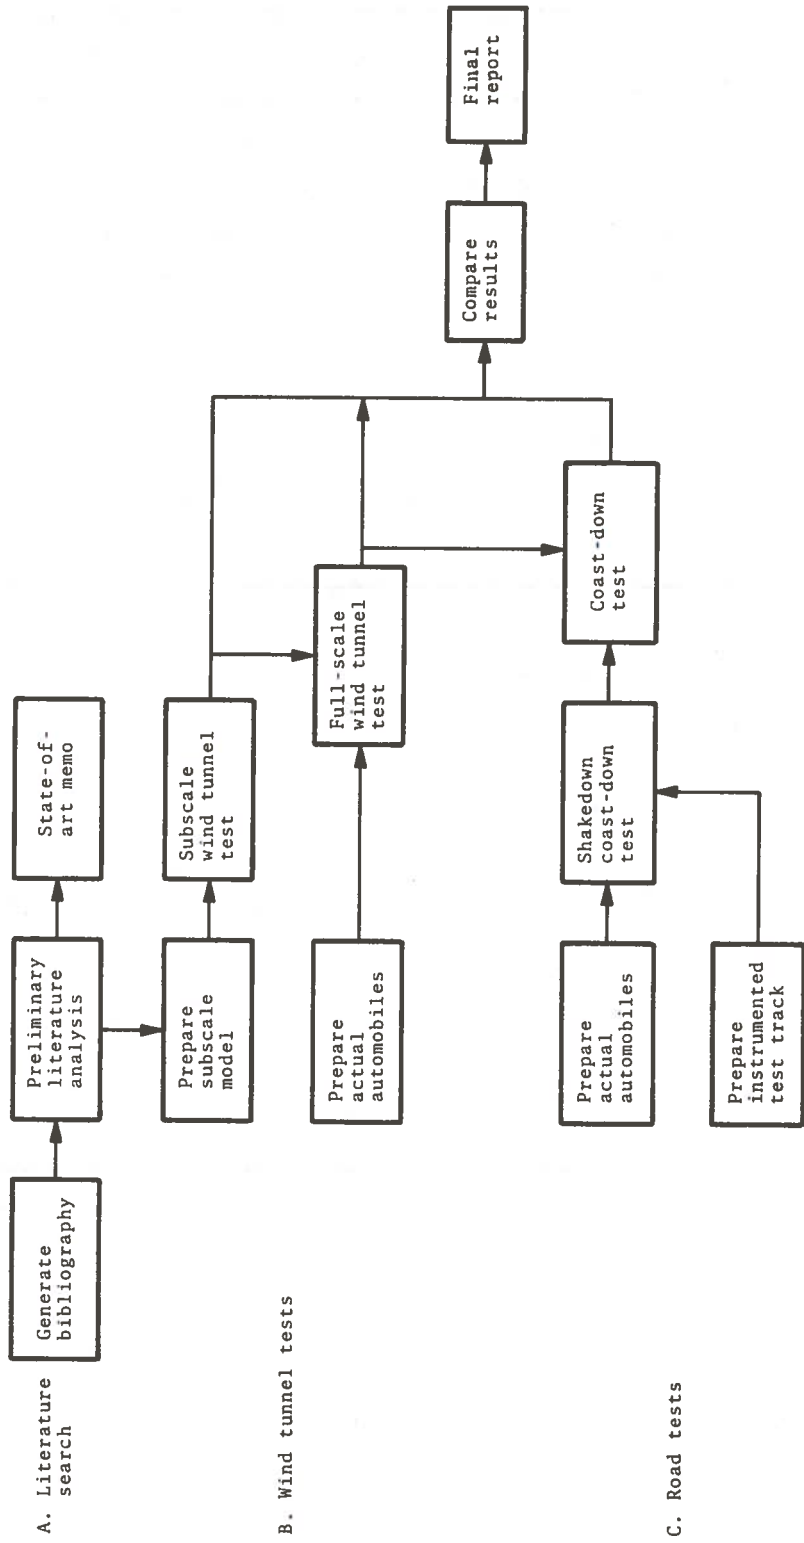 A. Literature
search
Generate
bibliography
Preliminary
literature
analysis
State-of-
art memo
B. Wind tunnel tests
Prepare
subscale
model
Subscale
wind tunnel
test
Prepare
actual
automobiles
Full-scale
wind tunnel
test
Compare
results
Final
report
C. Road tests
Prepare
actual
automobiles
Shakedown
coast-down
test
Coast-down
test
Prepare
instrumented
test track